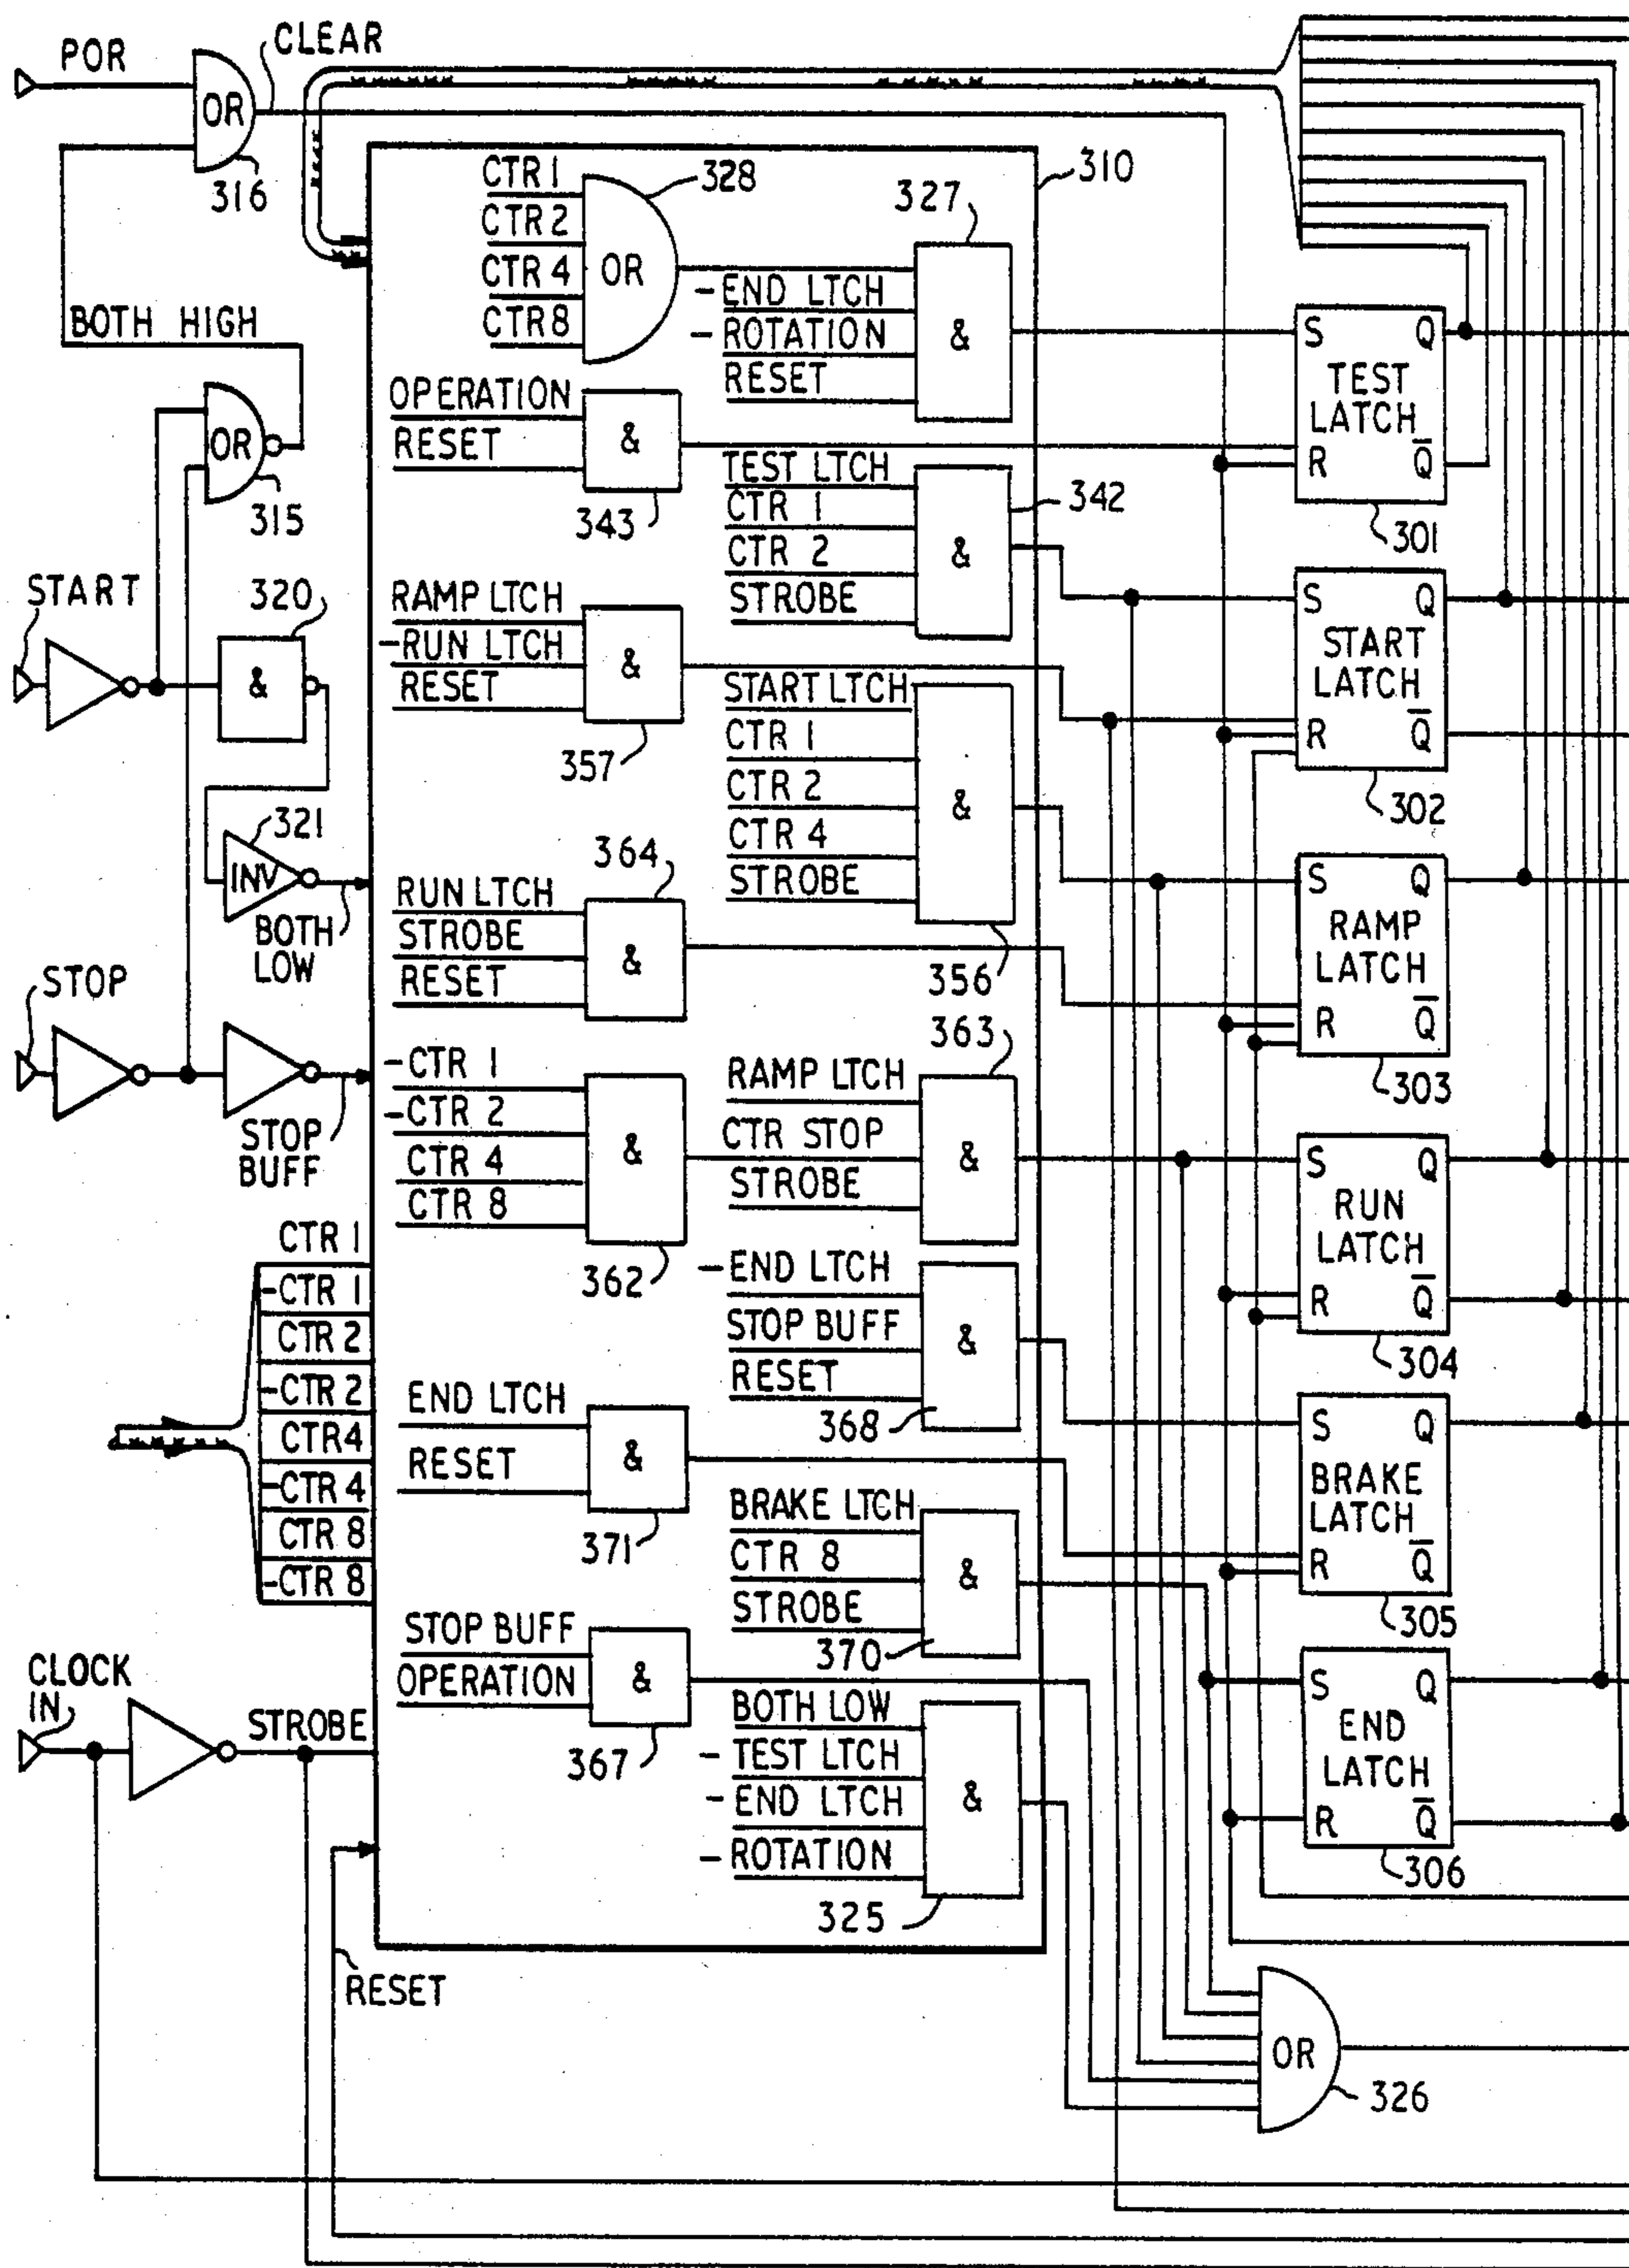 POR
CLEAR
OR
316
BOTH HIGH
OR
315
START
320
&
321
INV
BOTH
LOW
STOP
STOP
BUFF
CTR 1
-CTR 1
CTR 2
-CTR 2
CTR 4
-CTR 4
CTR 8
-CTR 8
CLOCK
IN
STROBE
RESET
310
CTR 1
CTR 2
CTR 4
CTR 8
OR
328
327
-END LTCH
-ROTATION
RESET
&
OPERATION
RESET
&
343
TEST LTCH
CTR 1
CTR 2
STROBE
&
342
RAMP LTCH
-RUN LTCH
RESET
&
357
START LTCH
CTR 1
CTR 2
CTR 4
STROBE
&
356
364
RUN LTCH
STROBE
RESET
&
363
-CTR 1
-CTR 2
CTR 4
CTR 8
&
362
RAMP LTCH
CTR STOP
STROBE
&
-END LTCH
STOP BUFF
RESET
&
368
END LTCH
RESET
&
371
BRAKE LTCH
CTR 8
STROBE
&
370
STOP BUFF
OPERATION
&
367
BOTH LOW
- TEST LTCH
- END LTCH
- ROTATION
&
325
S Q
TEST
LATCH
R Q̅
301
S Q
START
LATCH
R Q̅
302
S Q
RAMP
LATCH
R Q̅
303
S Q
RUN
LATCH
R Q̅
304
S Q
BRAKE
LATCH
R Q̅
305
S Q
END
LATCH
R Q̅
306
OR
326